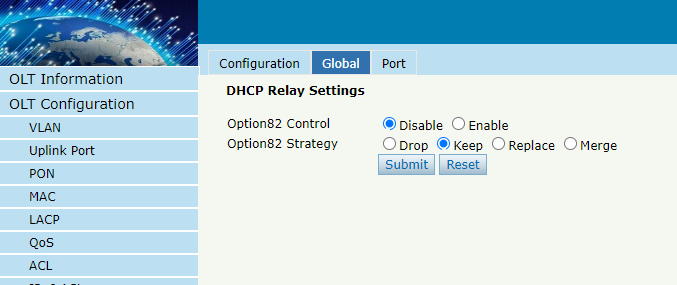 Configuration Global Port
OLT Information
OLT Configuration
VLAN
Uplink Port
PON
MAC
LACP
QoS
ACL
DHCP Relay Settings
Option82 Control Disable Enable
Option82 Strategy Drop Keep Replace Merge
Submit Reset